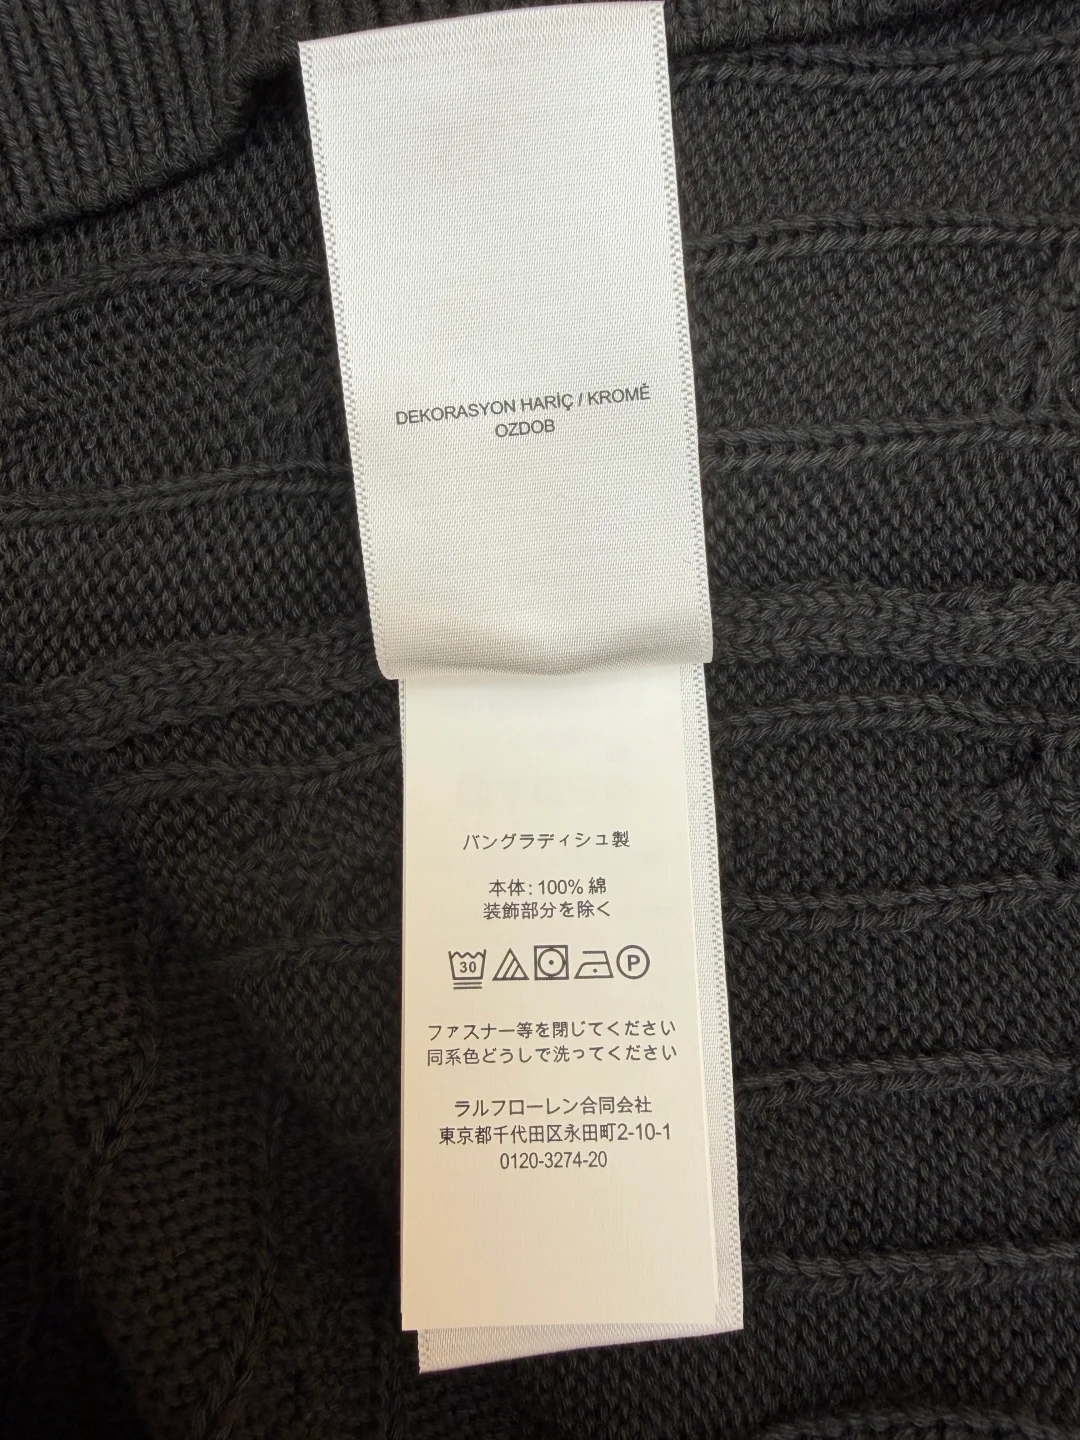 DEKORASYON HARİÇ / KROMĚ
OZDOB
バングラディシュ製
本体: 100% 綿
装飾部分を除く
30 P
ファスナー等を閉じてください
同系色どうしで洗ってください
ラルフローレン合同会社
東京都千代田区永田町2-10-1
0120-3274-20